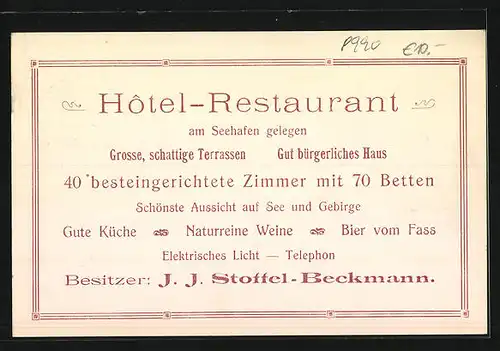 P990 €10,-
Hôtel-Restaurant
am Seehafen gelegen
Grosse, schattige Terrassen Gut bürgerliches Haus
40 besteingerichtete Zimmer mit 70 Betten
Schönste Aussicht auf See und Gebirge
Gute Küche Naturreine Weine Bier vom Fass
Elektrisches Licht — Telephon
Besitzer: J. J. Stoffel-Beckmann.